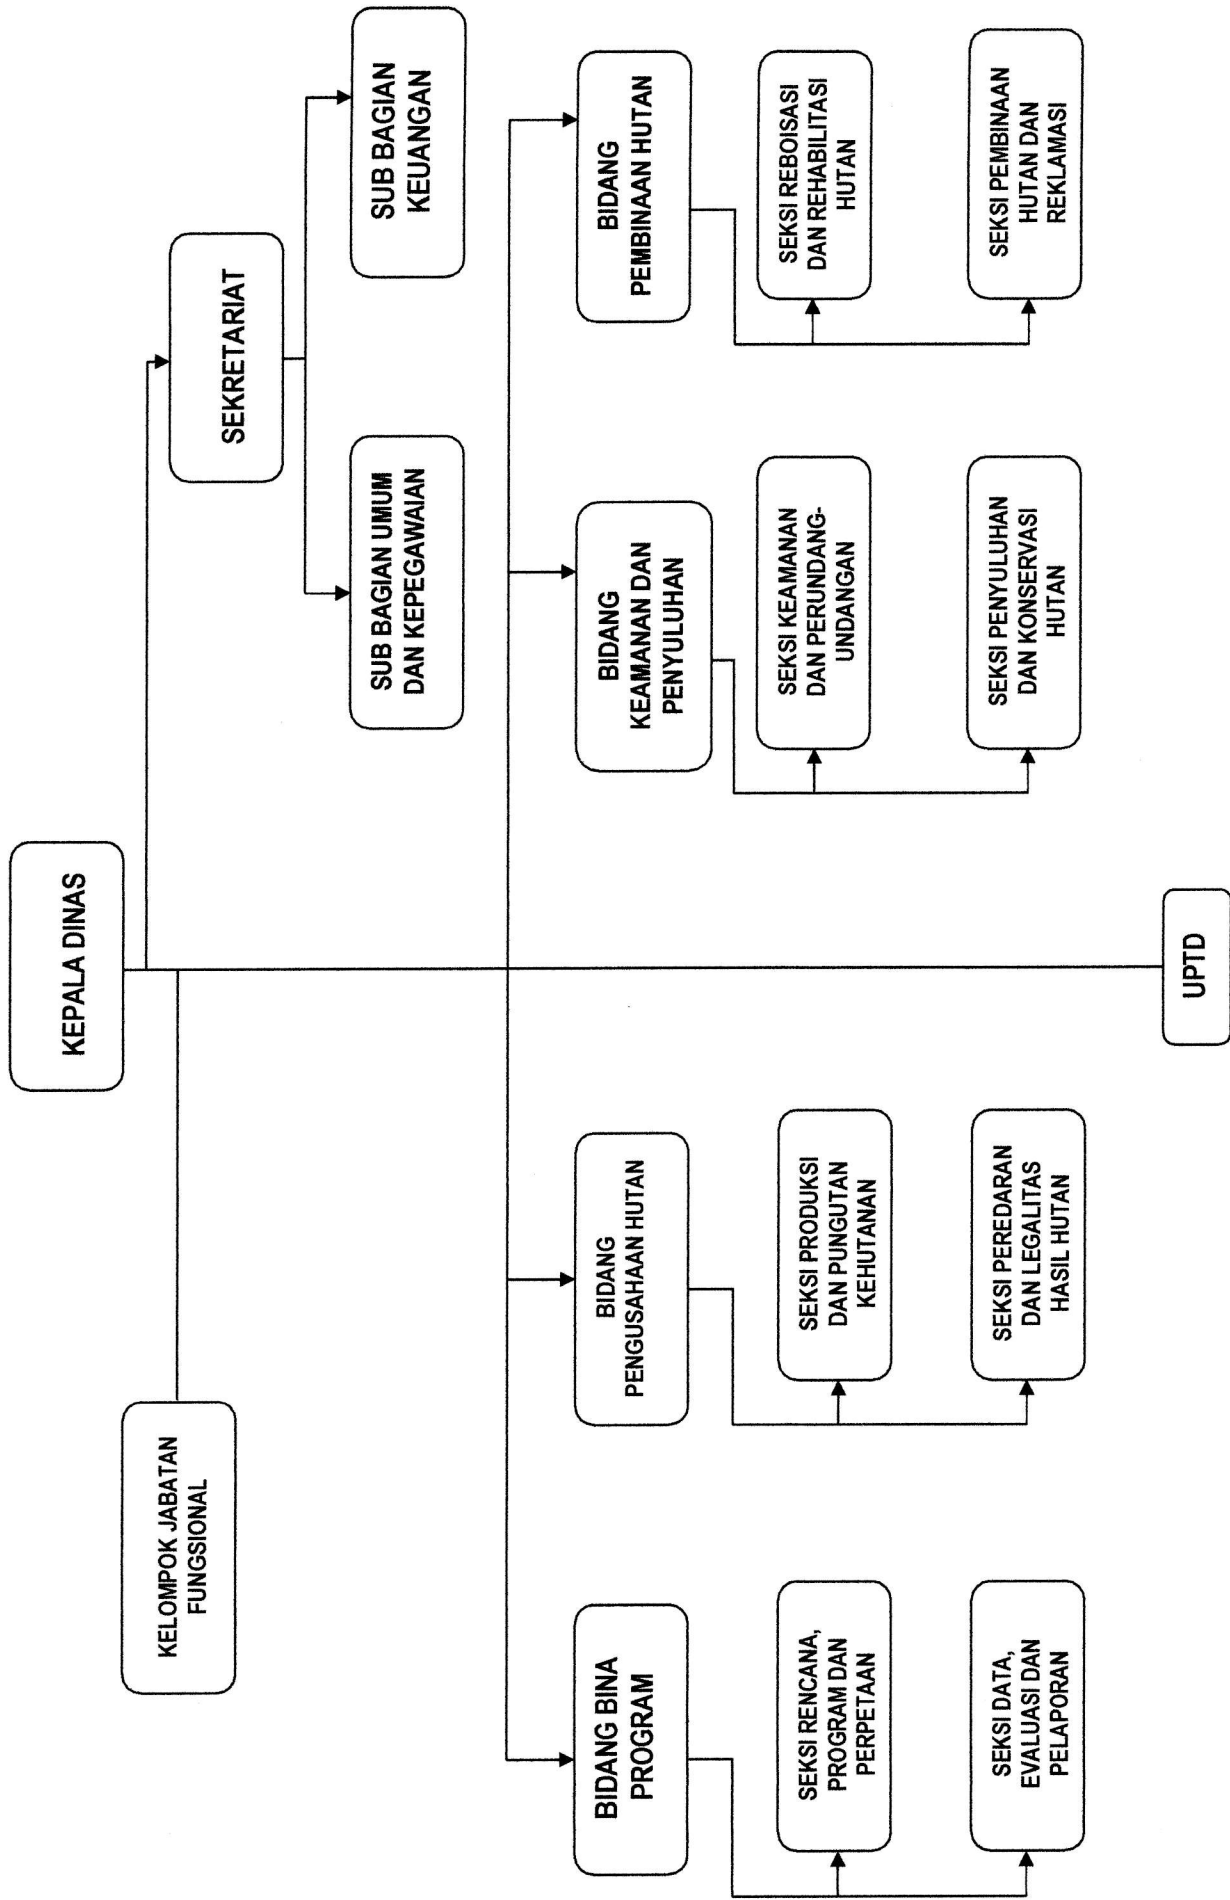 KEPALA DINAS
KELOMPOK JABATAN
FUNGSIONAL
SEKRETARIAT
SUB BAGIAN UMUM
DAN KEPEGAWAIAN
SUB BAGIAN
KEUANGAN
BIDANG BINA
PROGRAM
BIDANG
PENGUSAHAAN HUTAN
BIDANG
KEAMANAN DAN
PENYULUHAN
BIDANG
PEMBINAAN HUTAN
SEKSI RENCANA,
PROGRAM DAN
PERPETAAN
SEKSI PRODUKSI
DAN PUNGUTAN
KEHUTANAN
SEKSI KEAMANAN
DAN PERUNDANG-
UNDANGAN
SEKSI REBOISASI
DAN REHABILITASI
HUTAN
SEKSI DATA,
EVALUASI DAN
PELAPORAN
SEKSI PEREDARAN
DAN LEGALITAS
HASIL HUTAN
SEKSI PENYULUHAN
DAN KONSERVASI
HUTAN
SEKSI PEMBINAAN
HUTAN DAN
REKLAMASI
UPTD